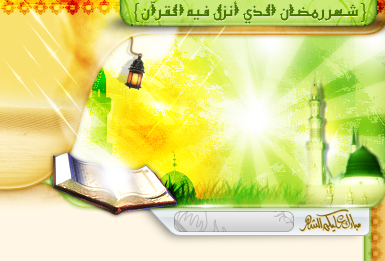 { شهر رمضان الذي أنزل فيه القرآن }
مبارك عليكم الشهر